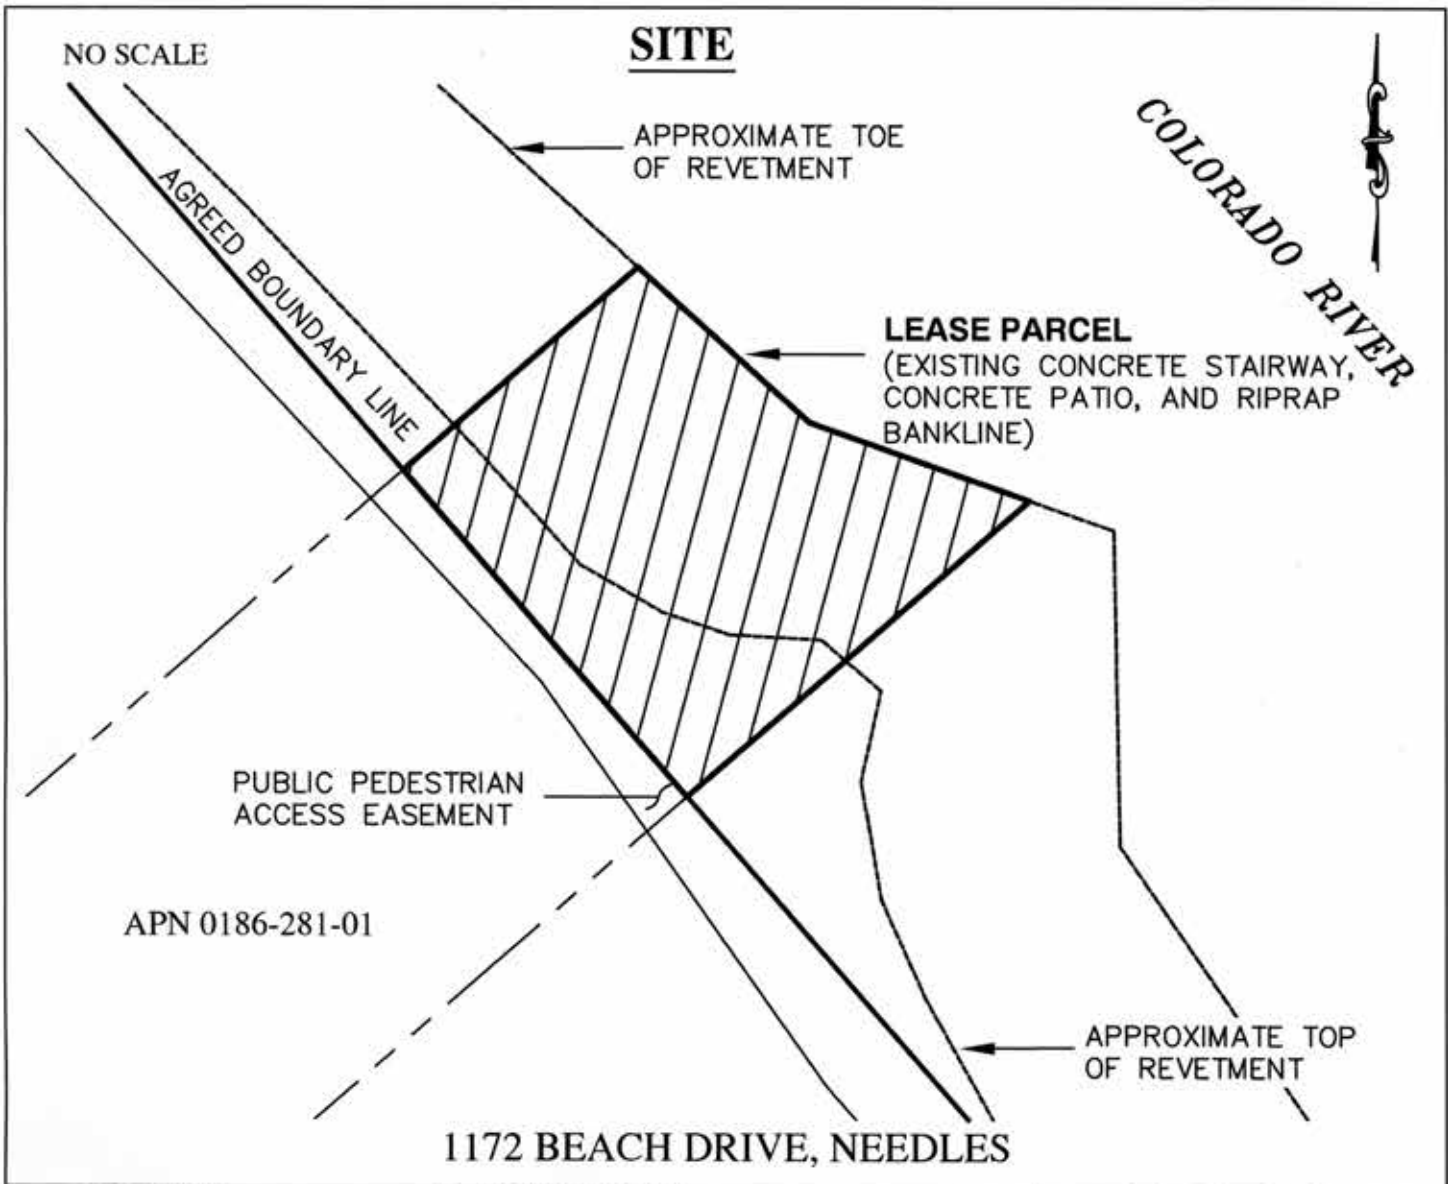 NO SCALE
SITE
APPROXIMATE TOE
OF REVETMENT
COLORADO RIVER
AGREED BOUNDARY LINE
LEASE PARCEL
(EXISTING CONCRETE STAIRWAY,
CONCRETE PATIO, AND RIPRAP
BANKLINE)
PUBLIC PEDESTRIAN
ACCESS EASEMENT
APN 0186-281-01
APPROXIMATE TOP
OF REVETMENT
1172 BEACH DRIVE, NEEDLES